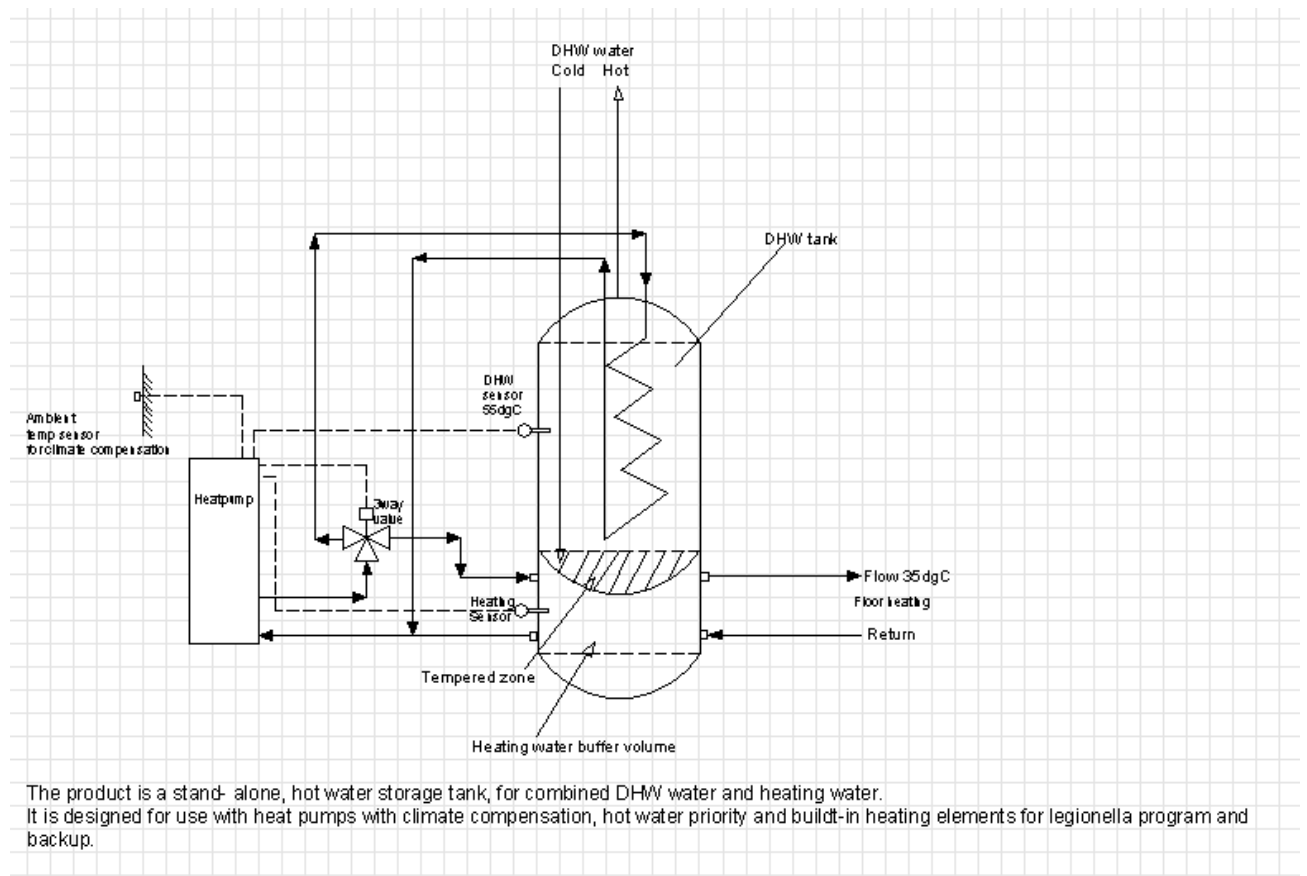 DHW water
Cold Hot
DHW tank
DHW
sensor
55dgC
Ambient
temp sensor
for climate compensation
Heatpump
3way
value
Flow 35dgC
Heating
Sensor
Floor heating
Return
Tempered zone
Heating water buffer volume
The product is a stand- alone, hot water storage tank, for combined DHW water and heating water.
It is designed for use with heat pumps with climate compensation, hot water priority and buildt-in heating elements for legionella program and
backup.